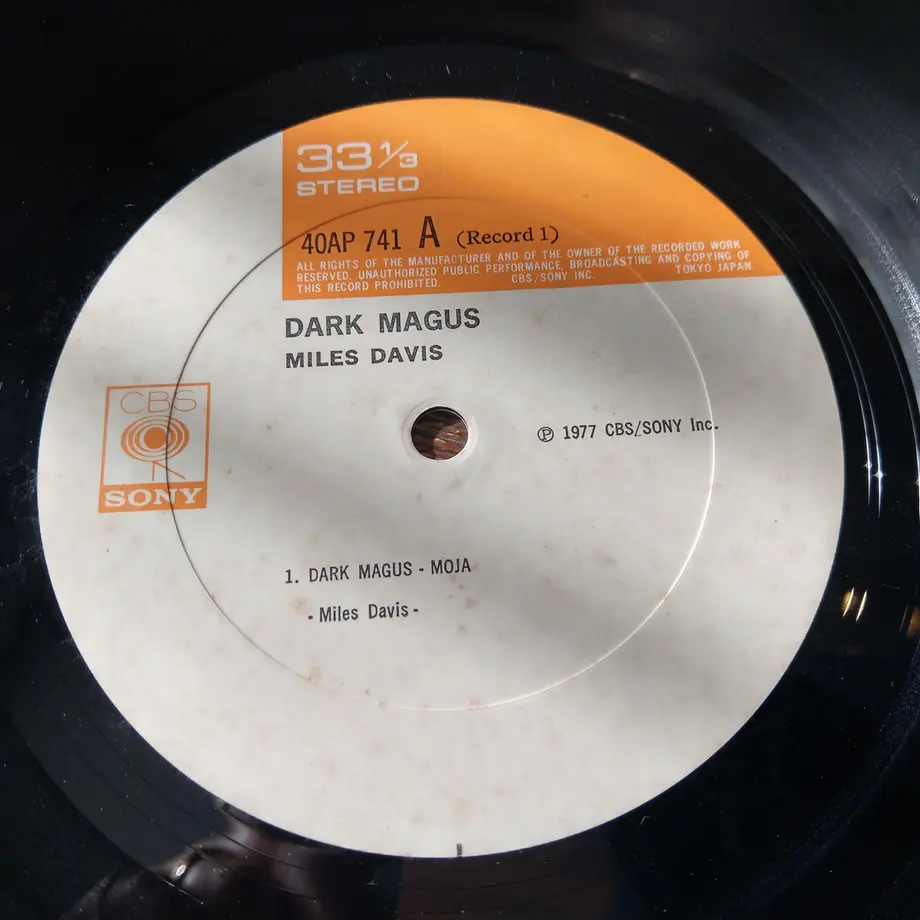 33 1/3
STEREO
40AP 741 A (Record 1)
ALL RIGHTS OF THE MANUFACTURER AND OF THE OWNER OF THE RECORDED WORK
RESERVED. UNAUTHORIZED PUBLIC PERFORMANCE, BROADCASTING AND COPYING OF
THIS RECORD PROHIBITED. CBS/SONY INC. TOKYO JAPAN
DARK MAGUS
MILES DAVIS
CBS
SONY
Ⓟ 1977 CBS/SONY Inc.
1. DARK MAGUS - MOJA
- Miles Davis -